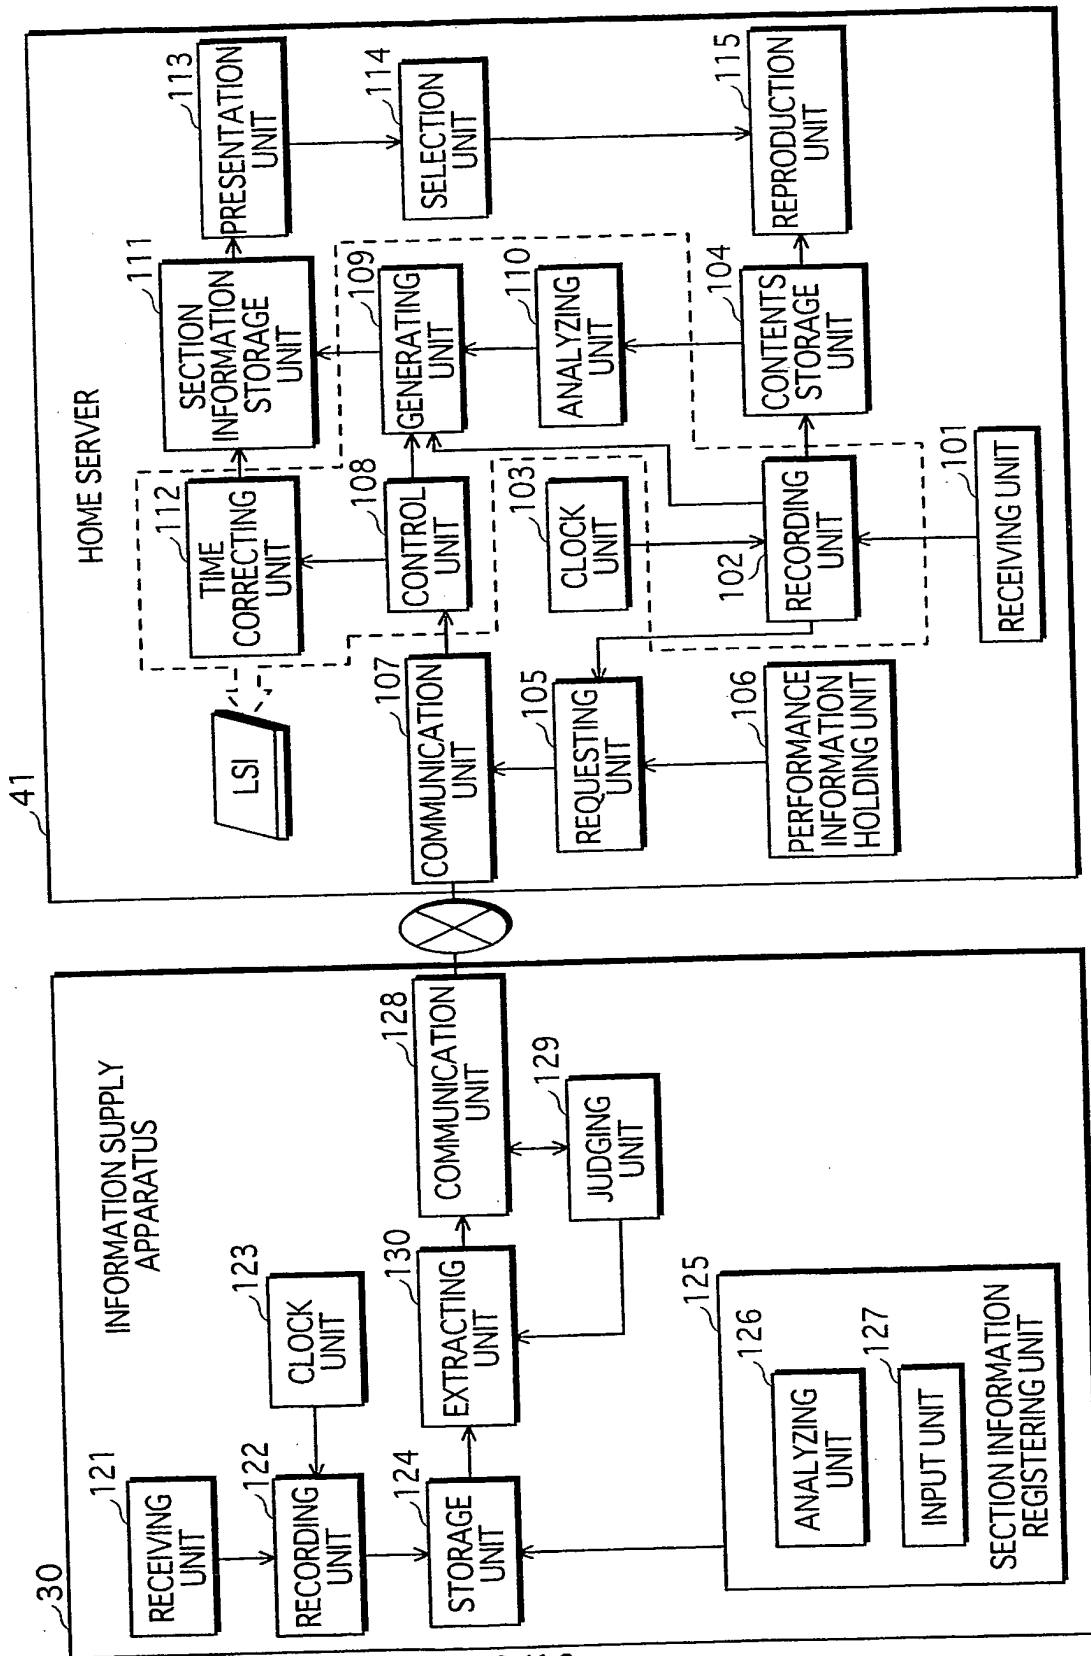 30
INFORMATION SUPPLY
APPARATUS
121
RECEIVING
UNIT
122
RECORDING
UNIT
123
CLOCK
UNIT
124
STORAGE
UNIT
130
EXTRACTING
UNIT
128
COMMUNICATION
UNIT
129
JUDGING
UNIT
125
126
ANALYZING
UNIT
127
INPUT UNIT
SECTION INFORMATION
REGISTERING UNIT
41
HOME SERVER
LSI
112
TIME
CORRECTING
UNIT
111
SECTION
INFORMATION
STORAGE
UNIT
113
PRESENTATION
UNIT
107
COMMUNICATION
UNIT
108
CONTROL
UNIT
109
GENERATING
UNIT
114
SELECTION
UNIT
105
REQUESTING
UNIT
103
CLOCK
UNIT
110
ANALYZING
UNIT
106
PERFORMANCE
INFORMATION
HOLDING UNIT
102
RECORDING
UNIT
104
CONTENTS
STORAGE
UNIT
115
REPRODUCTION
UNIT
101
RECEIVING UNIT